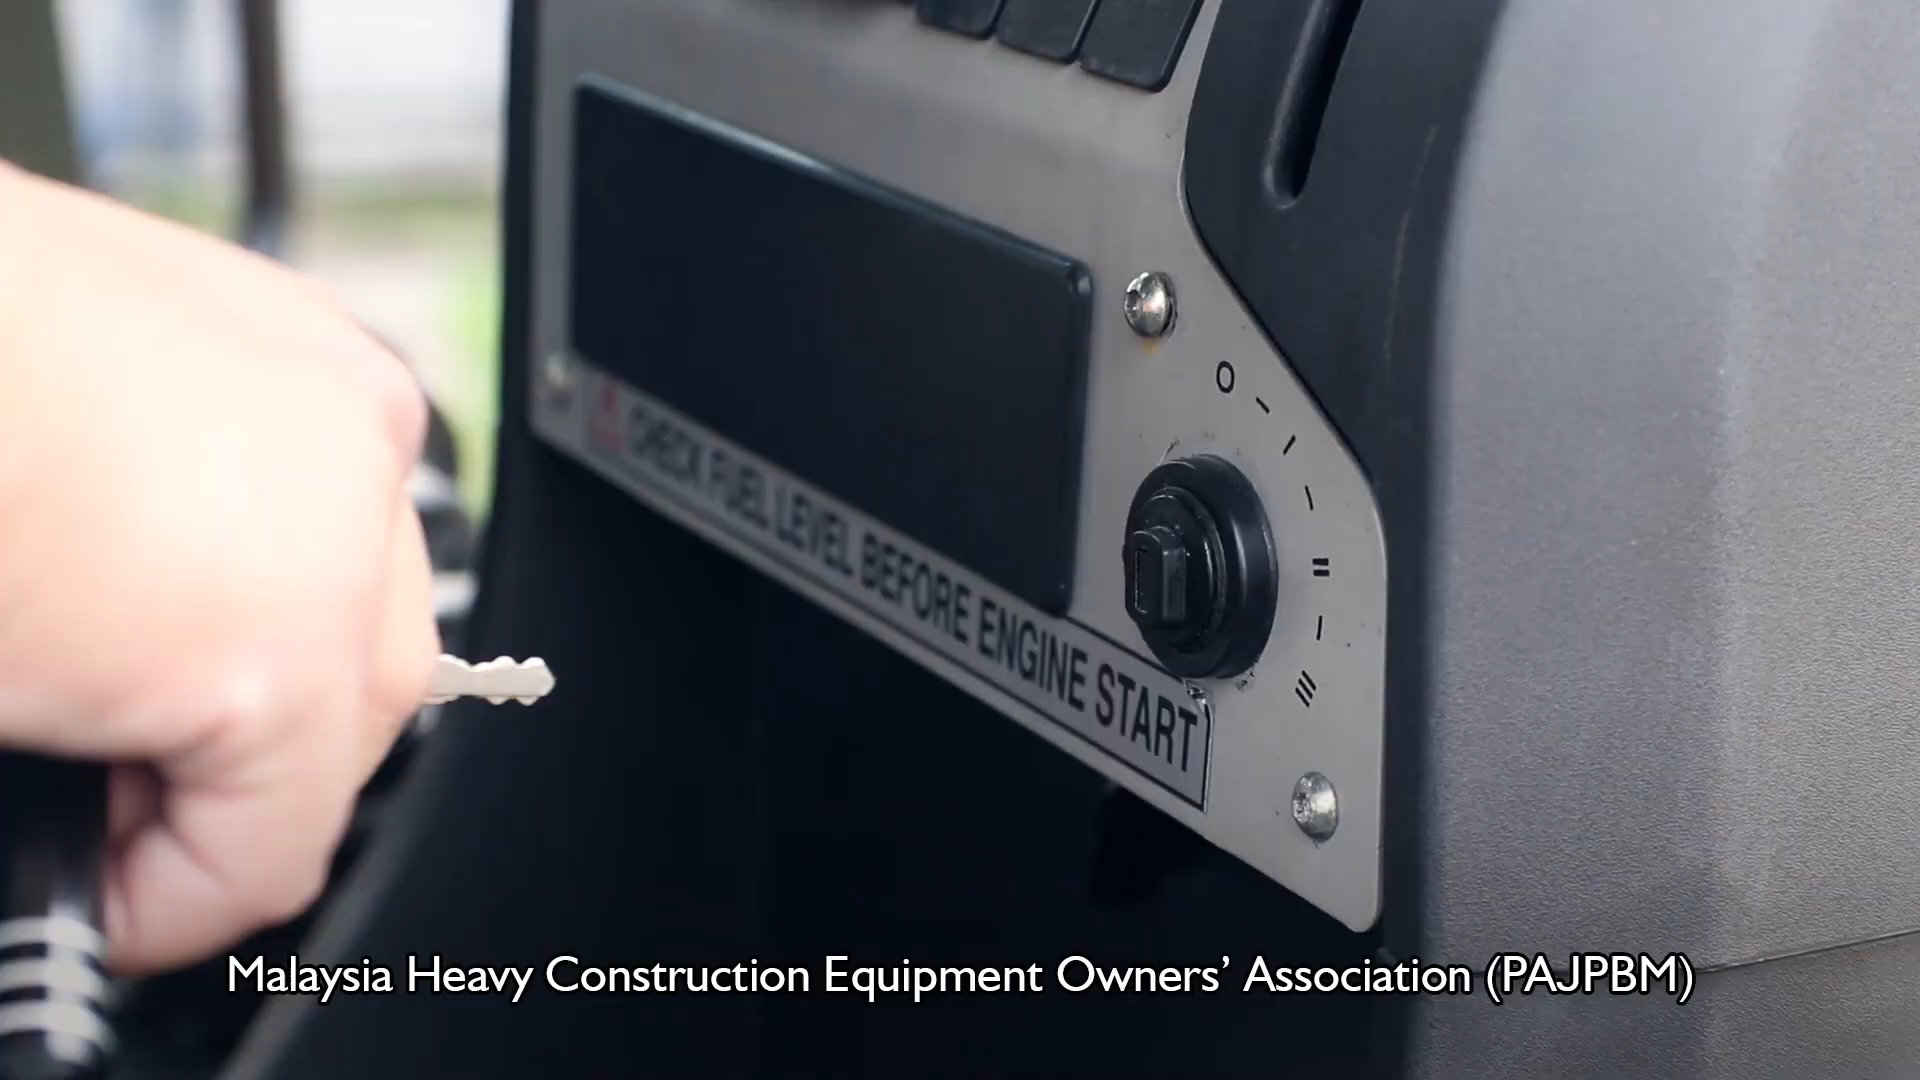 O
I
II
III
CHECK FUEL LEVEL BEFORE ENGINE START
Malaysia Heavy Construction Equipment Owners’ Association (PAJPBM)